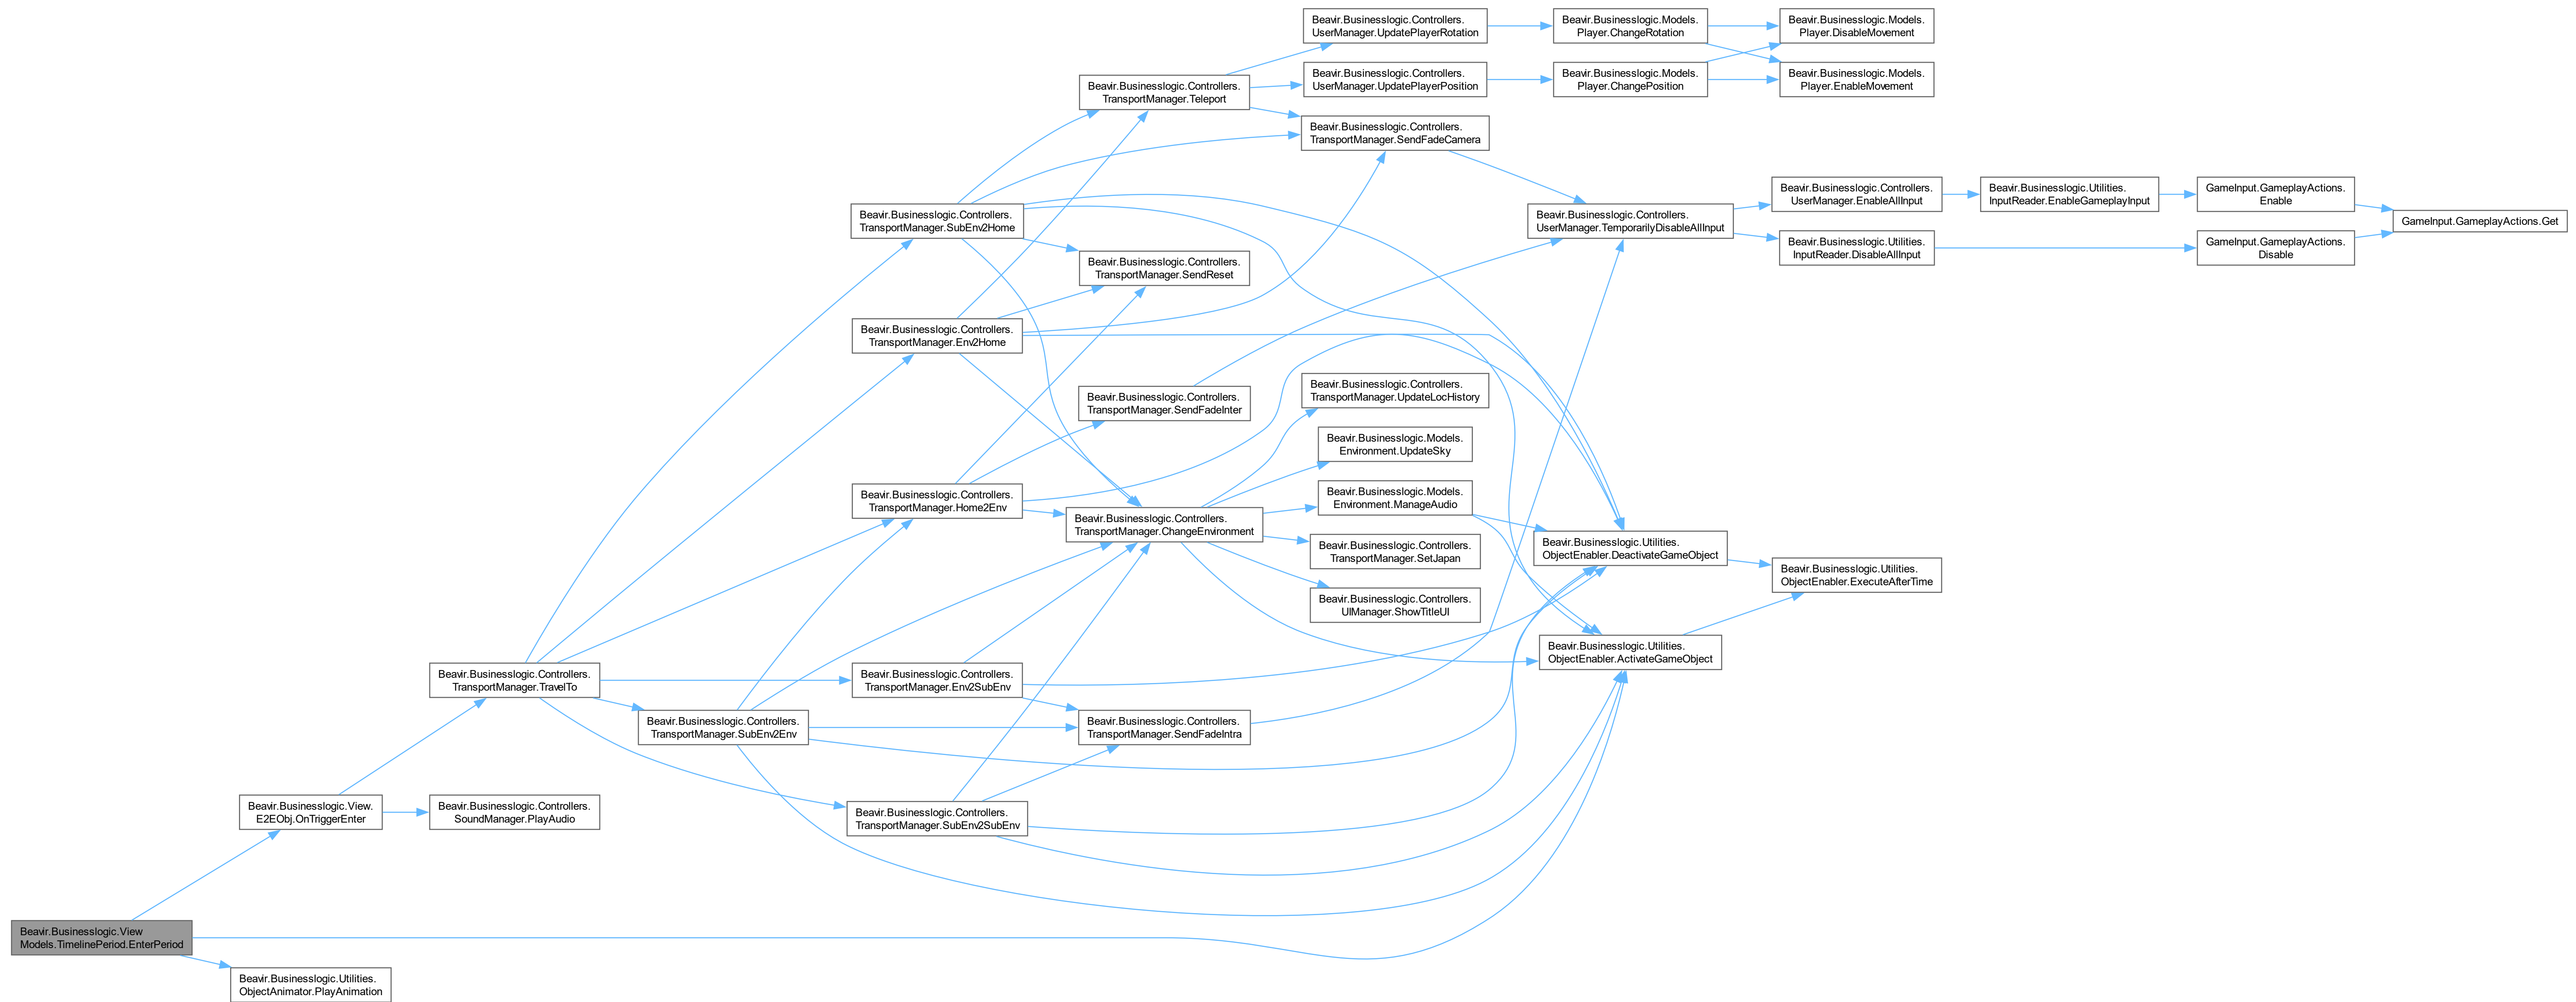 Beavir.Businesslogic.View
Models.TimelinePeriod.EnterPeriod
Beavir.Businesslogic.View.
E2EObj.OnTriggerEnter
Beavir.Businesslogic.Utilities.
ObjectAnimator.PlayAnimation
Beavir.Businesslogic.Controllers.
TransportManager.TravelTo
Beavir.Businesslogic.Controllers.
SoundManager.PlayAudio
Beavir.Businesslogic.Controllers.
TransportManager.SubEnv2Env
Beavir.Businesslogic.Controllers.
TransportManager.SubEnv2Home
Beavir.Businesslogic.Controllers.
TransportManager.Env2Home
Beavir.Businesslogic.Controllers.
TransportManager.Home2Env
Beavir.Businesslogic.Controllers.
TransportManager.Env2SubEnv
Beavir.Businesslogic.Controllers.
TransportManager.SubEnv2SubEnv
Beavir.Businesslogic.Controllers.
TransportManager.Teleport
Beavir.Businesslogic.Controllers.
TransportManager.SendReset
Beavir.Businesslogic.Controllers.
TransportManager.SendFadeInter
Beavir.Businesslogic.Controllers.
TransportManager.ChangeEnvironment
Beavir.Businesslogic.Controllers.
TransportManager.SendFadeIntra
Beavir.Businesslogic.Controllers.
UserManager.UpdatePlayerRotation
Beavir.Businesslogic.Controllers.
UserManager.UpdatePlayerPosition
Beavir.Businesslogic.Controllers.
TransportManager.SendFadeCamera
Beavir.Businesslogic.Controllers.
TransportManager.UpdateLocHistory
Beavir.Businesslogic.Models.
Environment.UpdateSky
Beavir.Businesslogic.Models.
Environment.ManageAudio
Beavir.Businesslogic.Controllers.
TransportManager.SetJapan
Beavir.Businesslogic.Controllers.
UIManager.ShowTitleUI
Beavir.Businesslogic.Models.
Player.ChangeRotation
Beavir.Businesslogic.Models.
Player.ChangePosition
Beavir.Businesslogic.Controllers.
UserManager.TemporarilyDisableAllInput
Beavir.Businesslogic.Utilities.
ObjectEnabler.DeactivateGameObject
Beavir.Businesslogic.Utilities.
ObjectEnabler.ActivateGameObject
Beavir.Businesslogic.Models.
Player.DisableMovement
Beavir.Businesslogic.Models.
Player.EnableMovement
Beavir.Businesslogic.Controllers.
UserManager.EnableAllInput
Beavir.Businesslogic.Utilities.
InputReader.DisableAllInput
Beavir.Businesslogic.Utilities.
ObjectEnabler.ExecuteAfterTime
Beavir.Businesslogic.Utilities.
InputReader.EnableGameplayInput
GameInput.GameplayActions.
Enable
GameInput.GameplayActions.
Disable
GameInput.GameplayActions.Get